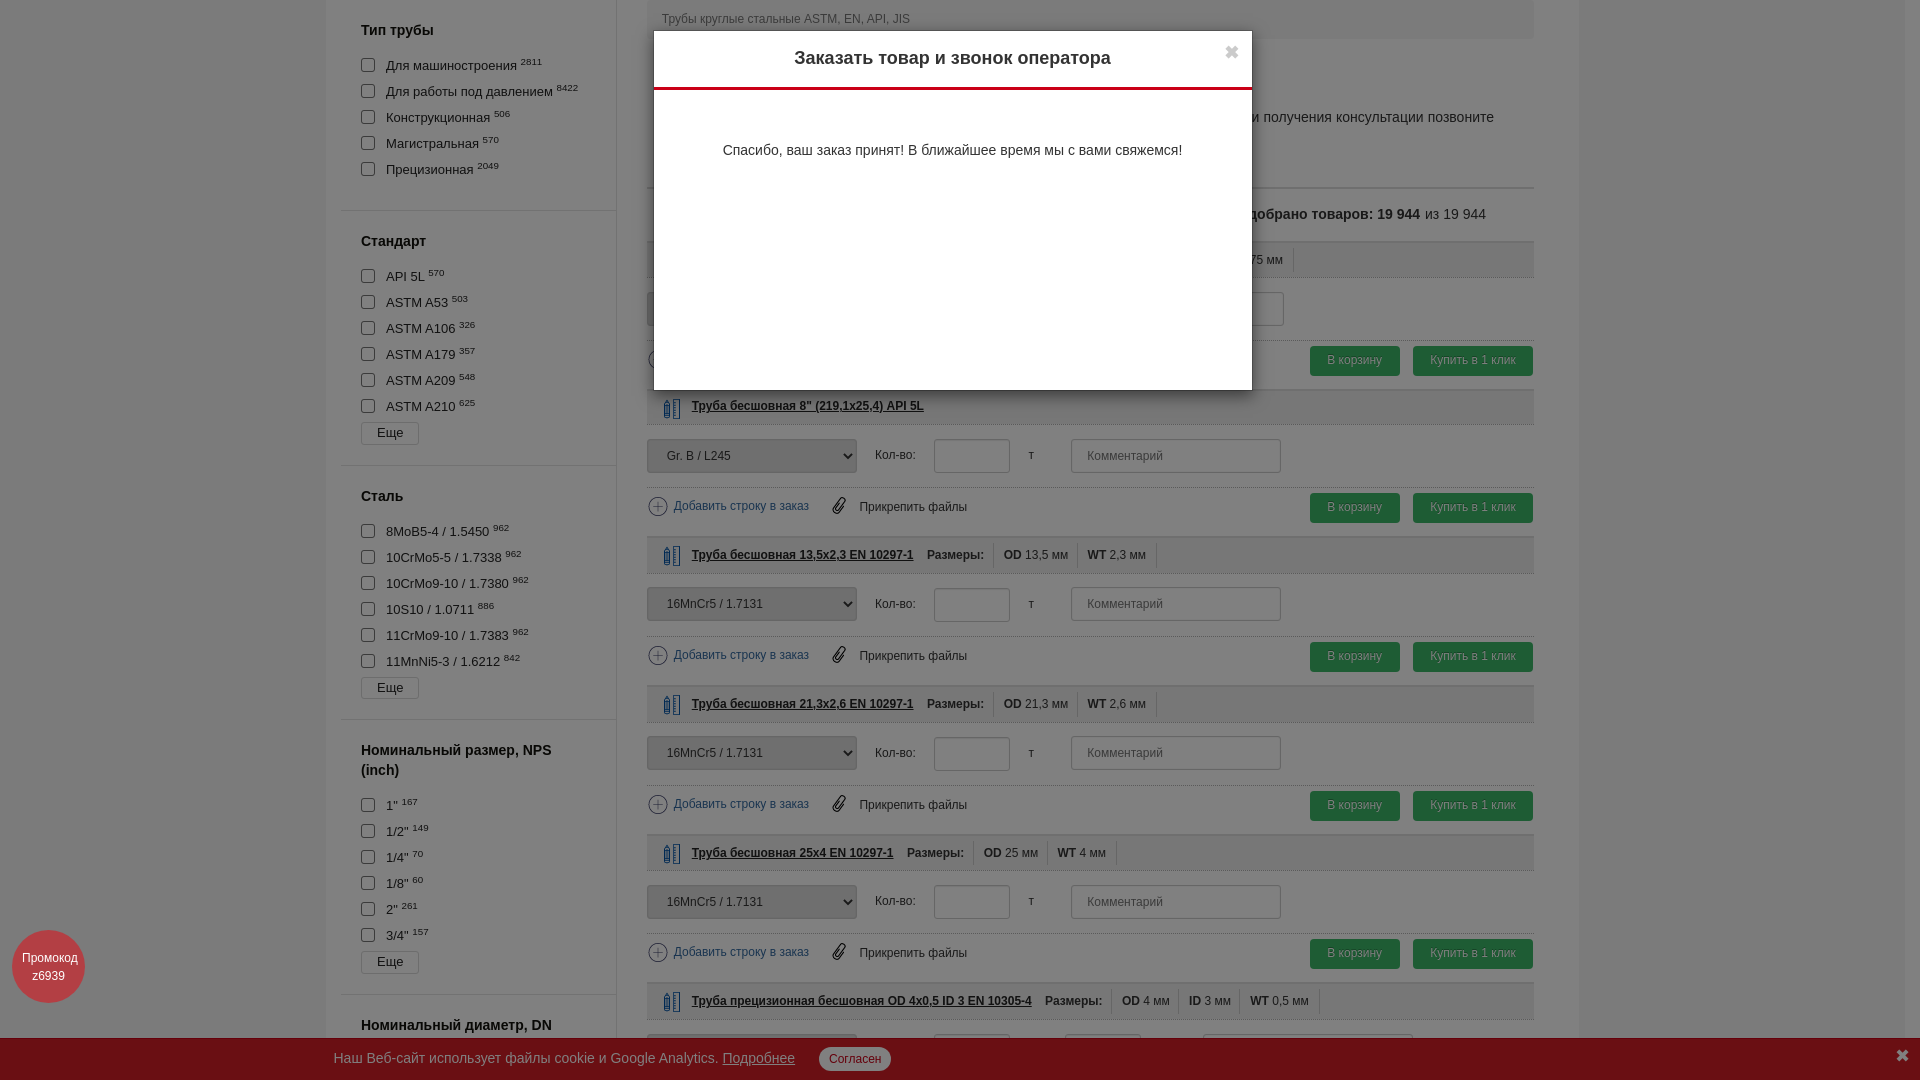 Тип трубы
Для машиностроения 2811
Для работы под давлением 8422
Конструкционная 506
Магистральная 570
Прецизионная 2049
Стандарт
API 5L 570
ASTM A53 503
ASTM A106 326
ASTM A179 357
ASTM A209 548
ASTM A210 625
Еще
Сталь
8MoB5-4 / 1.5450 962
10CrMo5-5 / 1.7338 962
10CrMo9-10 / 1.7380 962
10S10 / 1.0711 886
11CrMo9-10 / 1.7383 962
11MnNi5-3 / 1.6212 842
Еще
Номинальный размер, NPS
(inch)
1" 167
1/2" 149
1/4" 70
1/8" 60
2" 261
3/4" 157
Еще
Номинальный диаметр, DN
Трубы круглые стальные ASTM, EN, API, JIS
Заказать товар и звонок оператора
✖
Спасибо, ваш заказ принят! В ближайшее время мы с вами свяжемся!
и получения консультации позвоните
добрано товаров: 19 944 из 19 944
75 мм
В корзину Купить в 1 клик
Труба бесшовная 8" (219,1x25,4) API 5L
Gr. B / L245 Кол-во: т Комментарий
Добавить строку в заказ Прикрепить файлы В корзину Купить в 1 клик
Труба бесшовная 13,5x2,3 EN 10297-1 Размеры: OD 13,5 мм WT 2,3 мм
16MnCr5 / 1.7131 Кол-во: т Комментарий
Добавить строку в заказ Прикрепить файлы В корзину Купить в 1 клик
Труба бесшовная 21,3x2,6 EN 10297-1 Размеры: OD 21,3 мм WT 2,6 мм
16MnCr5 / 1.7131 Кол-во: т Комментарий
Добавить строку в заказ Прикрепить файлы В корзину Купить в 1 клик
Труба бесшовная 25x4 EN 10297-1 Размеры: OD 25 мм WT 4 мм
16MnCr5 / 1.7131 Кол-во: т Комментарий
Добавить строку в заказ Прикрепить файлы В корзину Купить в 1 клик
Труба прецизионная бесшовная OD 4x0,5 ID 3 EN 10305-4 Размеры: OD 4 мм ID 3 мм WT 0,5 мм
Промокод
z6939
Наш Веб-сайт использует файлы cookie и Google Analytics. Подробнее Согласен ✖